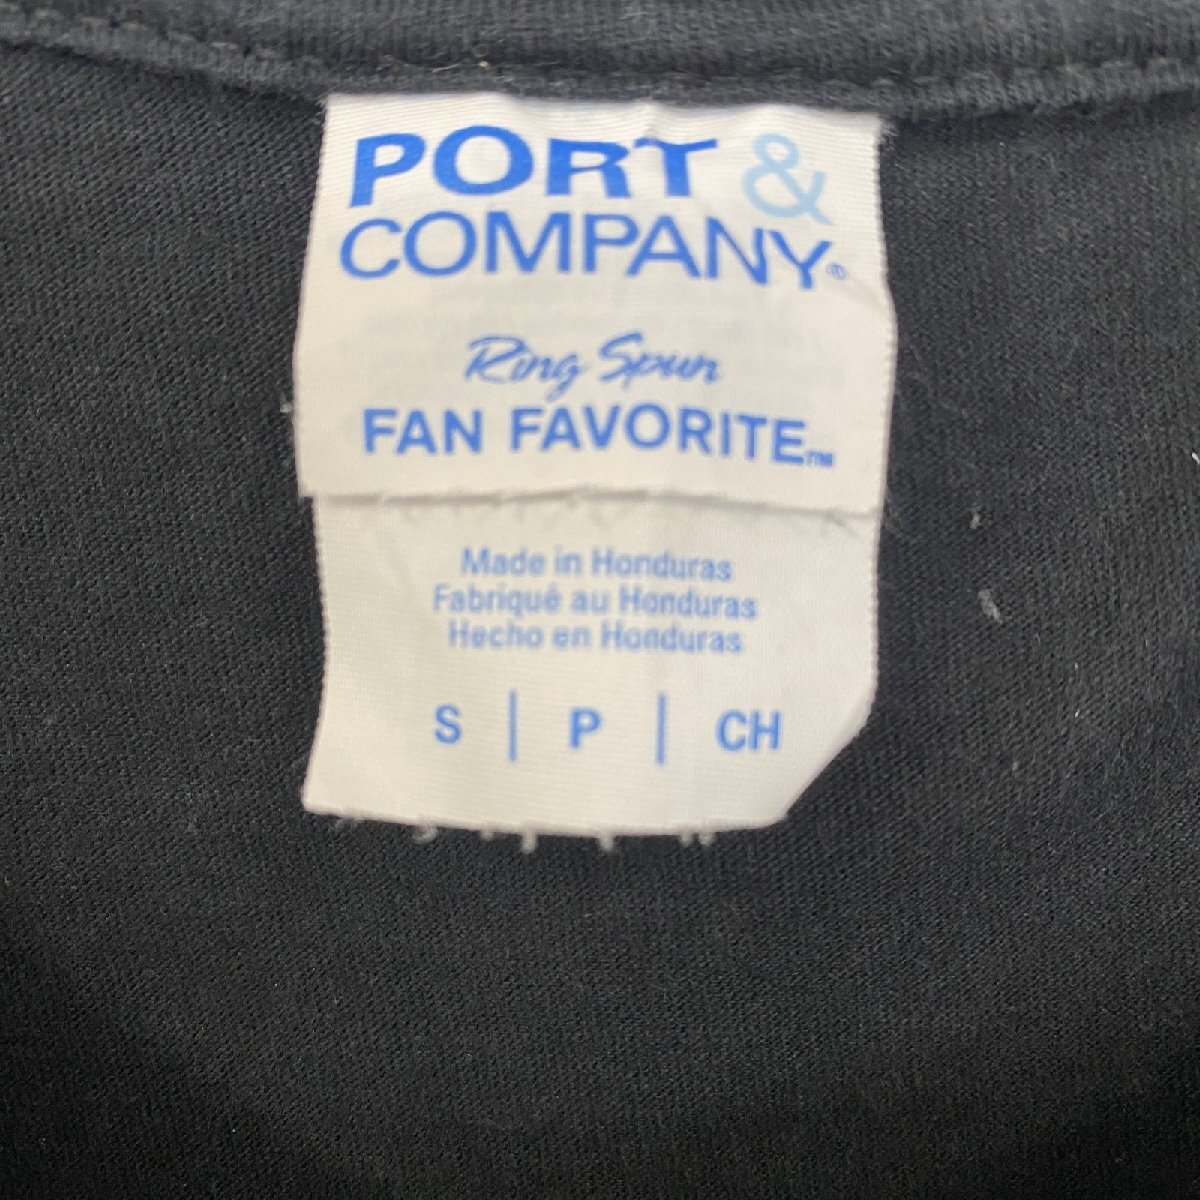 PORT &
COMPANY®
Ring Spun
FAN FAVORITE™
Made in Honduras
Fabriqué au Honduras
Hecho en Honduras
S | P | CH